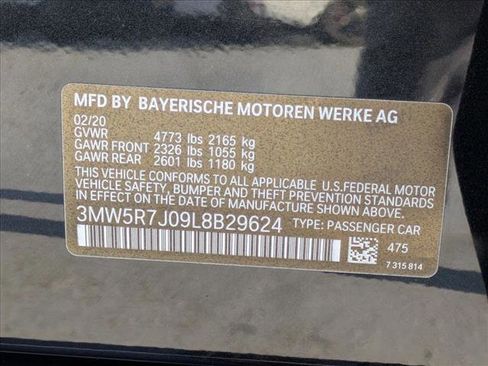 MFD BY BAYERISCHE MOTOREN WERKE AG
02/20
GVWR 4773 lbs 2165 kg
GAWR FRONT 2326 lbs 1055 kg
GAWR REAR 2601 lbs 1180 kg
THIS VEHICLE CONFORMS TO ALL APPLICABLE U.S.FEDERAL MOTOR
VEHICLE SAFETY, BUMPER AND THEFT PREVENTION STANDARDS
IN EFFECT ON THE DATE OF MANUFACTURE SHOWN ABOVE.
3MW5R7J09L8B29624 TYPE: PASSENGER CAR
475
7 315 814